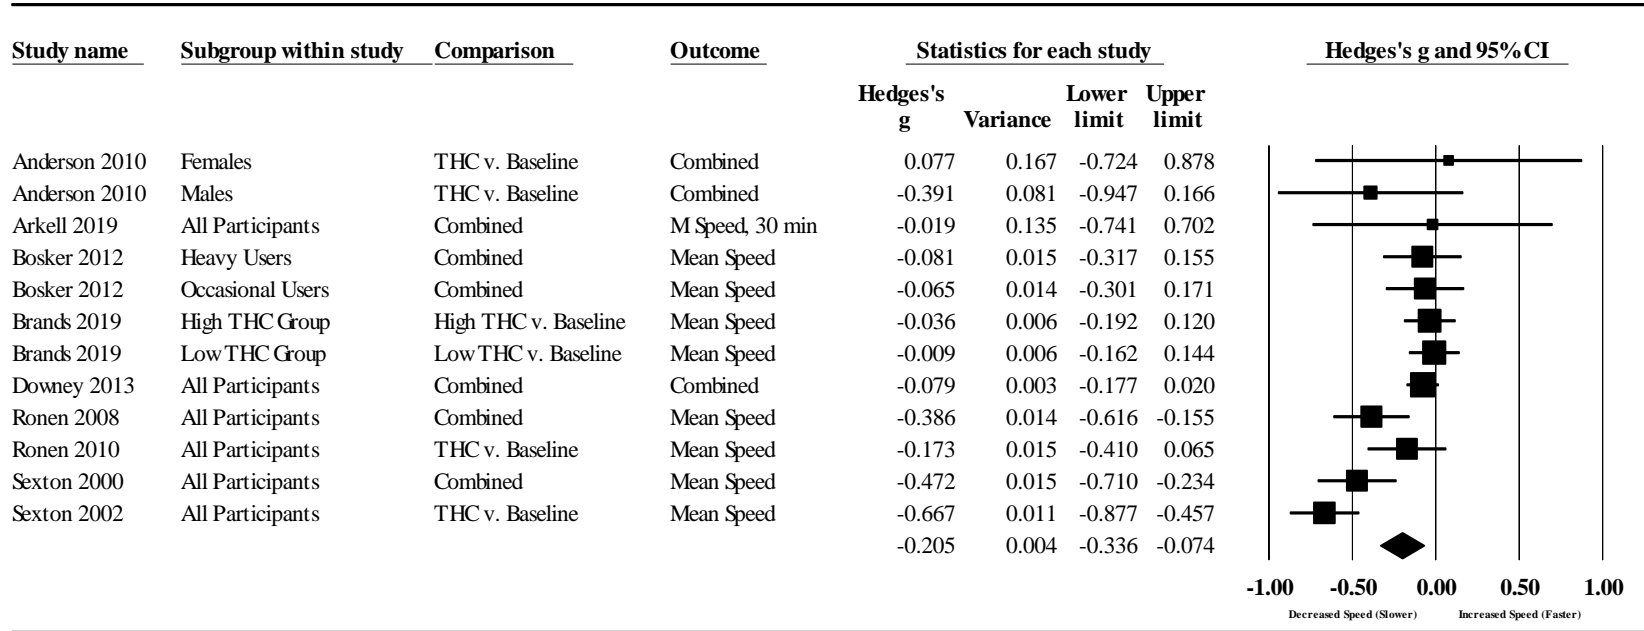 Study name Subgroup within study Comparison Outcome Statistics for each study Hedges's g and 95% CI
Hedges's Lower Upper
g Variance limit limit
Anderson 2010 Females THC v. Baseline Combined 0.077 0.167 -0.724 0.878
Anderson 2010 Males THC v. Baseline Combined -0.391 0.081 -0.947 0.166
Arkell 2019 All Participants Combined M Speed, 30 min -0.019 0.135 -0.741 0.702
Bosker 2012 Heavy Users Combined Mean Speed -0.081 0.015 -0.317 0.155
Bosker 2012 Occasional Users Combined Mean Speed -0.065 0.014 -0.301 0.171
Brands 2019 High THC Group High THC v. Baseline Mean Speed -0.036 0.006 -0.192 0.120
Brands 2019 Low THC Group Low THC v. Baseline Mean Speed -0.009 0.006 -0.162 0.144
Downey 2013 All Participants Combined Combined -0.079 0.003 -0.177 0.020
Ronen 2008 All Participants Combined Mean Speed -0.386 0.014 -0.616 -0.155
Ronen 2010 All Participants THC v. Baseline Mean Speed -0.173 0.015 -0.410 0.065
Sexton 2000 All Participants Combined Mean Speed -0.472 0.015 -0.710 -0.234
Sexton 2002 All Participants THC v. Baseline Mean Speed -0.667 0.011 -0.877 -0.457
-0.205 0.004 -0.336 -0.074
-1.00 -0.50 0.00 0.50 1.00
Decreased Speed (Slower) Increased Speed (Faster)